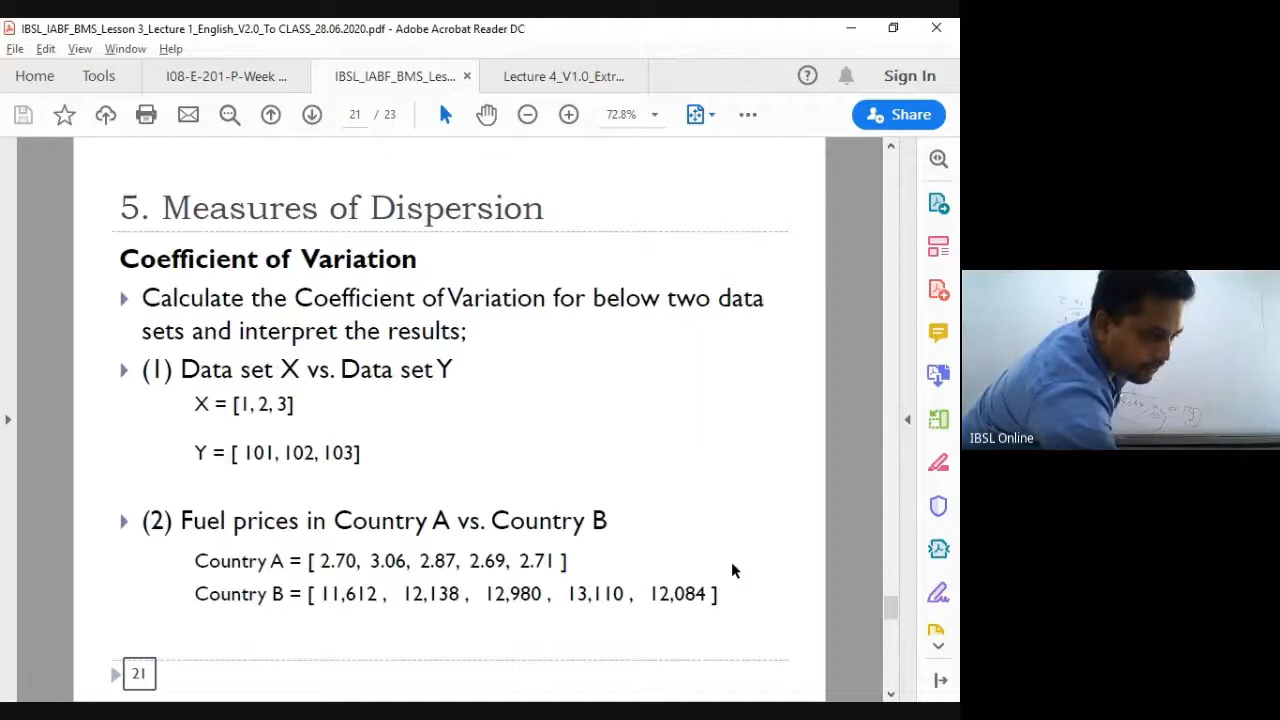 IBSL_IABF_BMS_Lesson 3_Lecture 1_English_V2.0_To CLASS_28.06.2020.pdf - Adobe Acrobat Reader DC
File Edit View Window Help
Home Tools I08-E-201-P-Week ... IBSL_IABF_BMS_Les... × Lecture 4_V1.0_Extr... Sign In
21 / 23 72.8% Share
5. Measures of Dispersion
Coefficient of Variation
Calculate the Coefficient of Variation for below two data
sets and interpret the results;
(1) Data set X vs. Data set Y
X = [1, 2, 3]
Y = [ 101, 102, 103]
(2) Fuel prices in Country A vs. Country B
Country A = [ 2.70, 3.06, 2.87, 2.69, 2.71 ]
Country B = [ 11,612 , 12,138 , 12,980 , 13,110 , 12,084 ]
21
IBSL Online